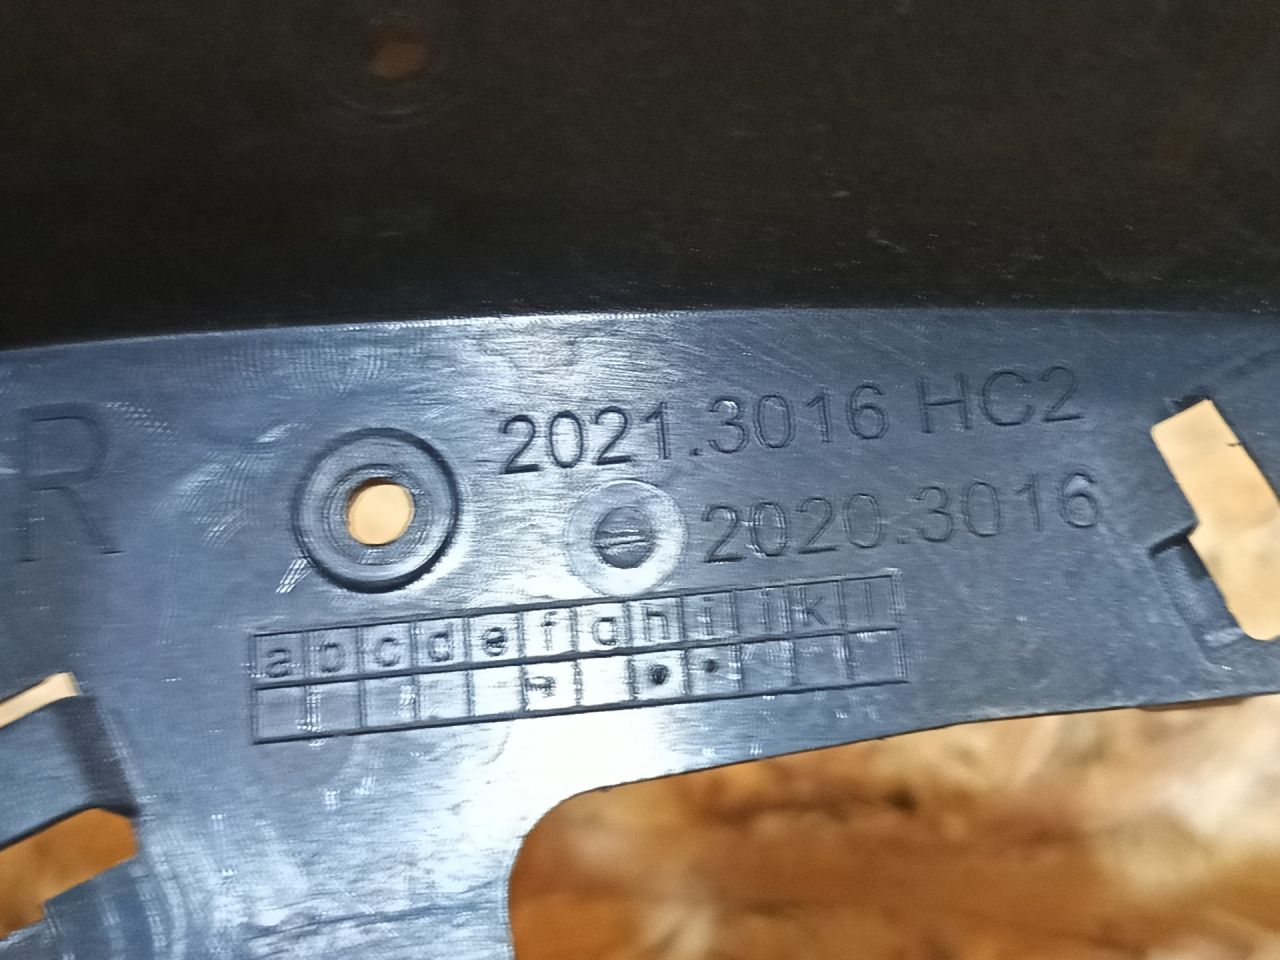 R
2021.3016 HC2
2020.3016
a b c d e f g h i j k l